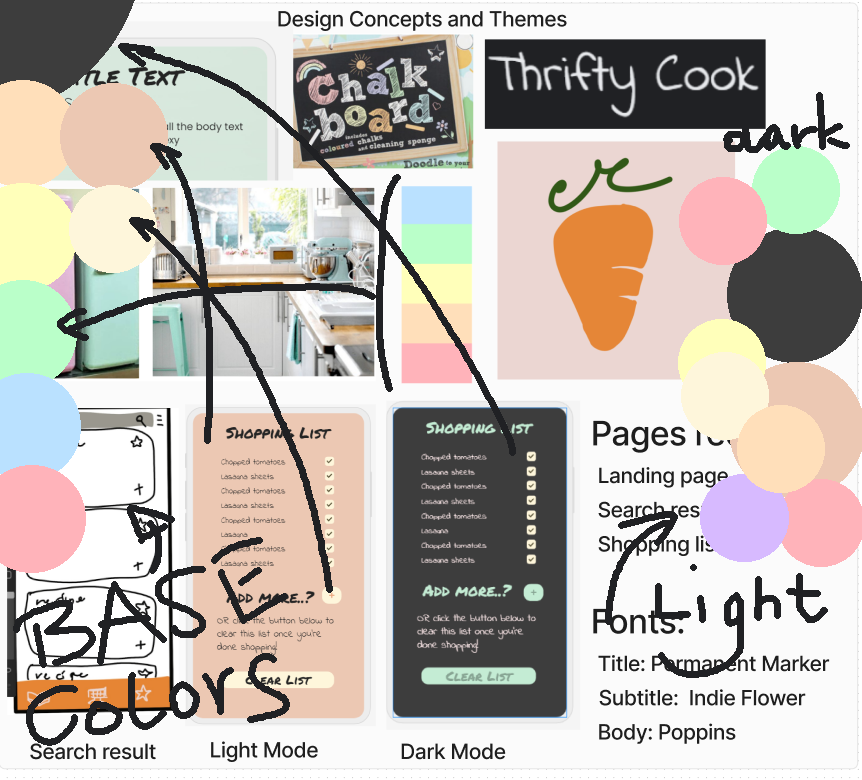 Design Concepts and Themes
TLE TEXT
ll the body text
exy
Chalk
board
includes
coloured chalks
and cleaning sponge
Doodle to your
Thrifty Cook
dark
SHOPPING LIST
Chopped tomatoes
Lasagna sheets
Chopped tomatoes
Lasagna sheets
Chopped tomatoes
Lasagna
Chopped tomatoes
Lasagna sheets
ADD MORE..?
+
OR click the button below to
clear this list once you're
done shopping!
CLEAR LIST
SHOPPING LIST
Chopped tomatoes
Lasagna sheets
Chopped tomatoes
Lasagna sheets
Chopped tomatoes
Lasagna
Chopped tomatoes
Lasagna sheets
ADD MORE..?
+
OR click the button below to
clear this list once you're
done shopping!
CLEAR LIST
recipe
recipe
BASE
Colors
Search result
Light Mode
Dark Mode
Pages re
Landing page
Search res
Shopping lis
Light
Fonts:
Title: Permanent Marker
Subtitle: Indie Flower
Body: Poppins